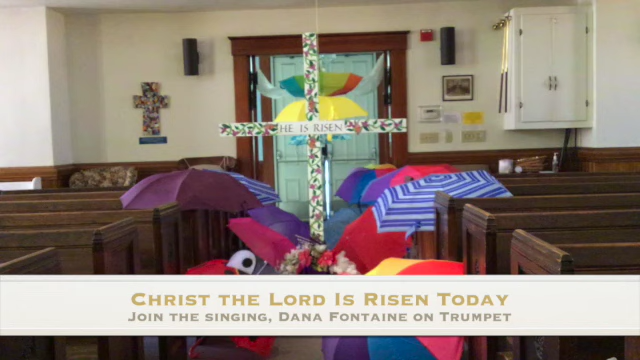 HE IS RISEN
Christ the Lord Is Risen Today
Join the singing, Dana Fontaine on Trumpet